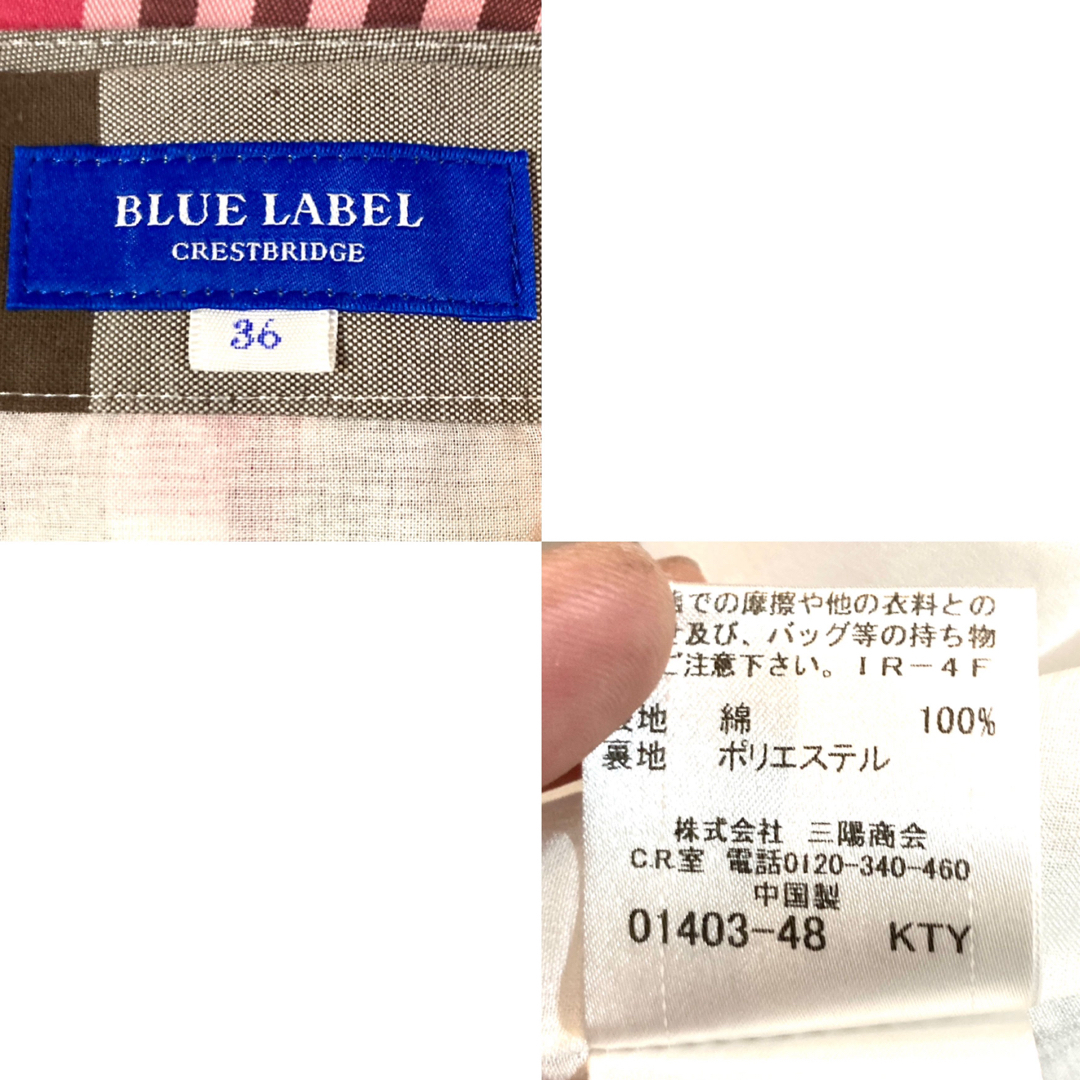 BLUE LABEL
CRESTBRIDGE
36
での摩擦や他の衣料との
及び、バッグ等の持ち物
ご注意下さい。IR-4F
地 綿 100%
裏地 ポリエステル
株式会社 三陽商会
C.R室 電話0120-340-460
中国製
01403-48 KTY